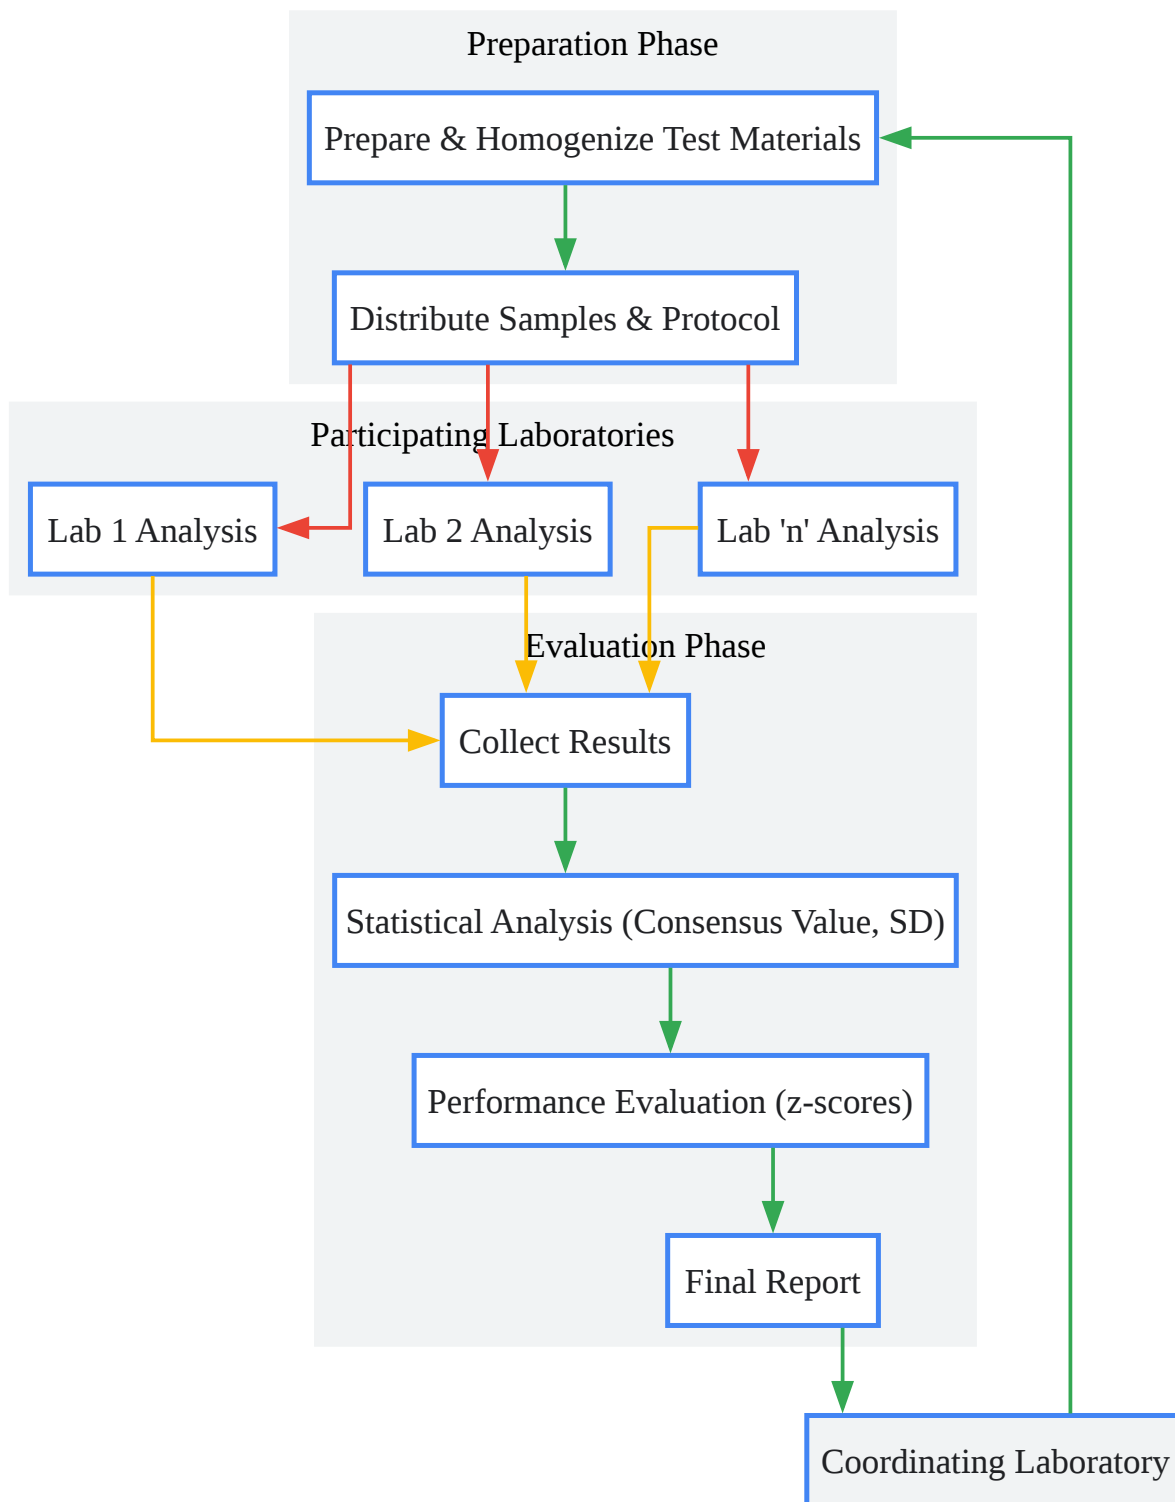 Preparation Phase
Prepare & Homogenize Test Materials
Distribute Samples & Protocol
Participating Laboratories
Lab 1 Analysis
Lab 2 Analysis
Lab 'n' Analysis
Evaluation Phase
Collect Results
Statistical Analysis (Consensus Value, SD)
Performance Evaluation (z-scores)
Final Report
Coordinating Laboratory